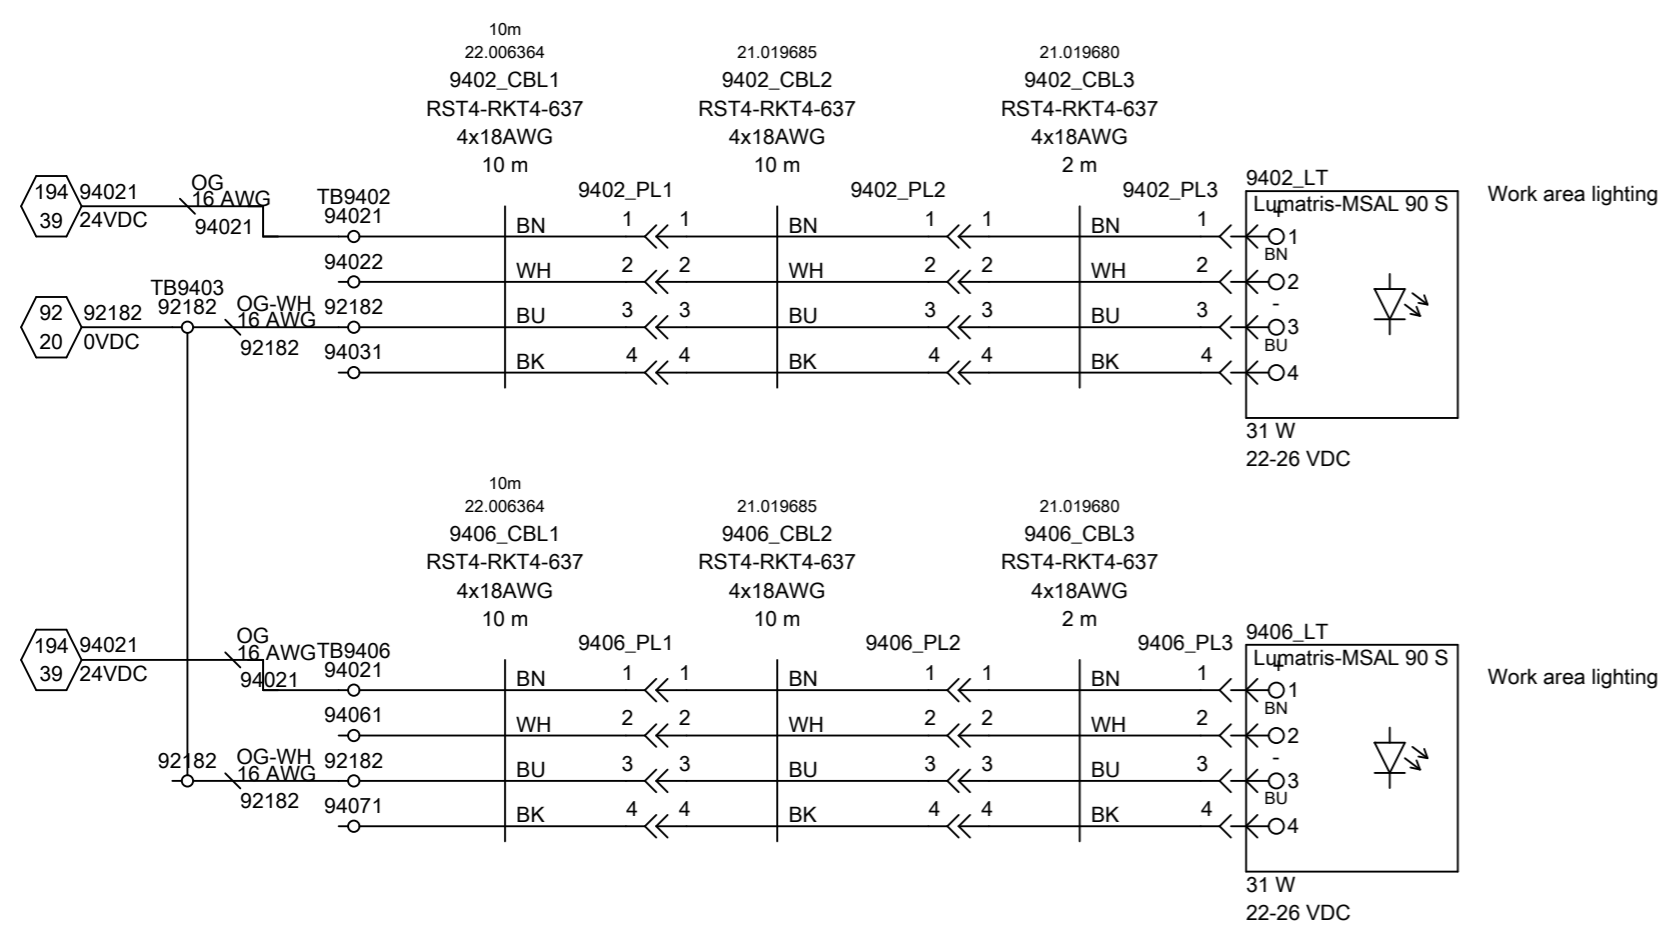 10m
22.006364
9402_CBL1
RST4-RKT4-637
4x18AWG
10 m
21.019685
9402_CBL2
RST4-RKT4-637
4x18AWG
10 m
21.019680
9402_CBL3
RST4-RKT4-637
4x18AWG
2 m
194
39
94021
24VDC
OG
16 AWG
94021
TB9402
94021
94022
92182
94031
92
20
92182
0VDC
TB9403
92182
OG-WH
16 AWG
92182
9402_PL1
9402_PL2
9402_PL3
BN 1 1 BN 1 1 BN 1
WH 2 2 WH 2 2 WH 2
BU 3 3 BU 3 3 BU 3
BK 4 4 BK 4 4 BK 4
9402_LT
Lumatris-MSAL 90 S
+
1
BN
2
-
3
BU
4
31 W
22-26 VDC
Work area lighting
10m
22.006364
9406_CBL1
RST4-RKT4-637
4x18AWG
10 m
21.019685
9406_CBL2
RST4-RKT4-637
4x18AWG
10 m
21.019680
9406_CBL3
RST4-RKT4-637
4x18AWG
2 m
194
39
94021
24VDC
OG
16 AWG
94021
TB9406
94021
94061
92182
94071
92182
OG-WH
16 AWG
92182
9406_PL1
9406_PL2
9406_PL3
BN 1 1 BN 1 1 BN 1
WH 2 2 WH 2 2 WH 2
BU 3 3 BU 3 3 BU 3
BK 4 4 BK 4 4 BK 4
9406_LT
Lumatris-MSAL 90 S
+
1
BN
2
-
3
BU
4
31 W
22-26 VDC
Work area lighting